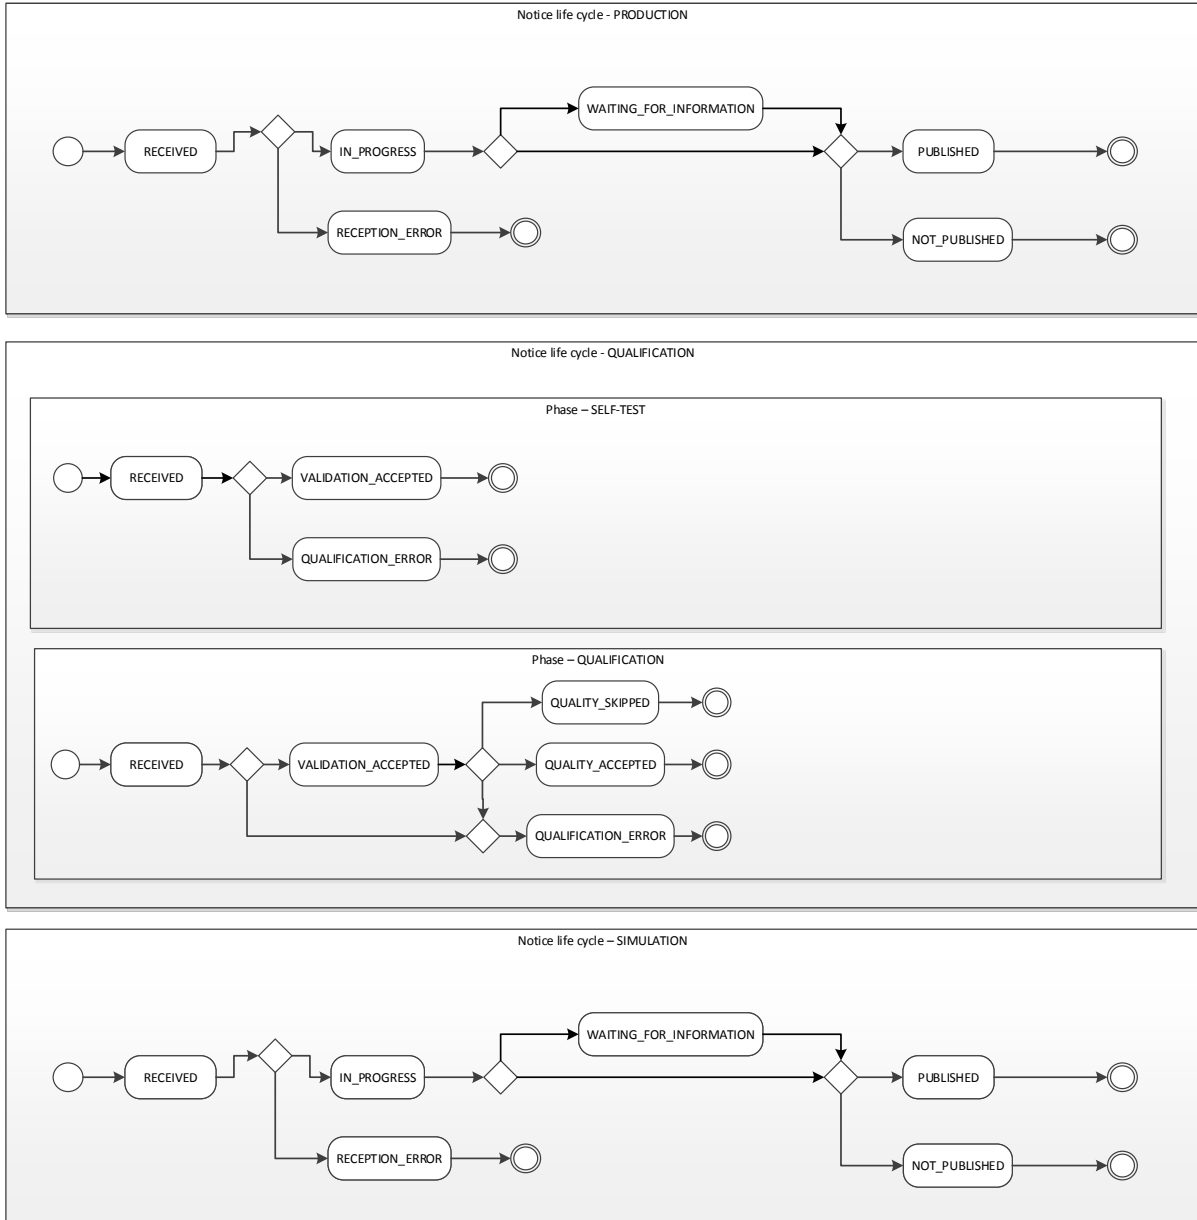 Notice life cycle - PRODUCTION
WAITING_FOR_INFORMATION
RECEIVED
IN_PROGRESS
PUBLISHED
RECEPTION_ERROR
NOT_PUBLISHED
Notice life cycle - QUALIFICATION
Phase – SELF-TEST
RECEIVED
VALIDATION_ACCEPTED
QUALIFICATION_ERROR
Phase – QUALIFICATION
QUALITY_SKIPPED
RECEIVED
VALIDATION_ACCEPTED
QUALITY_ACCEPTED
QUALIFICATION_ERROR
Notice life cycle – SIMULATION
WAITING_FOR_INFORMATION
RECEIVED
IN_PROGRESS
PUBLISHED
RECEPTION_ERROR
NOT_PUBLISHED